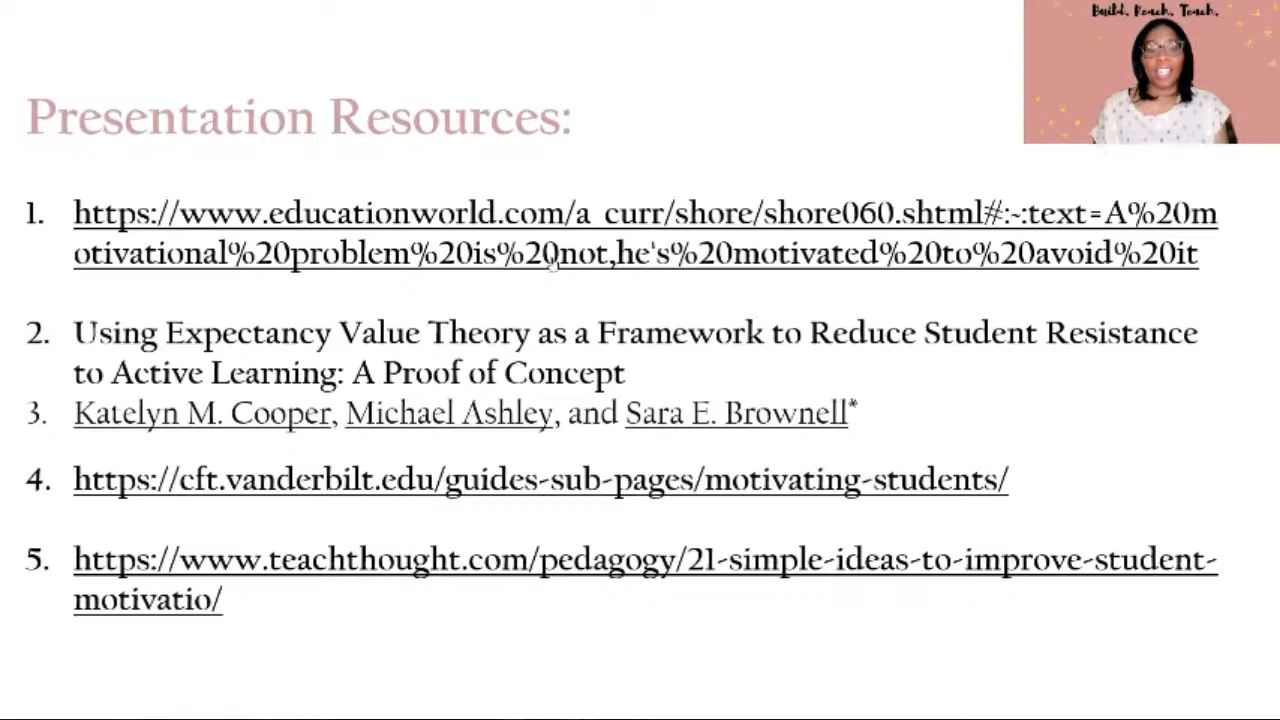 Build. Reach. Teach.
Presentation Resources:
1. https://www.educationworld.com/a_curr/shore/shore060.shtml#:~:text=A%20m
otivational%20problem%20is%20not,he's%20motivated%20to%20avoid%20it
2. Using Expectancy Value Theory as a Framework to Reduce Student Resistance
to Active Learning: A Proof of Concept
3. Katelyn M. Cooper, Michael Ashley, and Sara E. Brownell*
4. https://cft.vanderbilt.edu/guides-sub-pages/motivating-students/
5. https://www.teachthought.com/pedagogy/21-simple-ideas-to-improve-student-
motivatio/